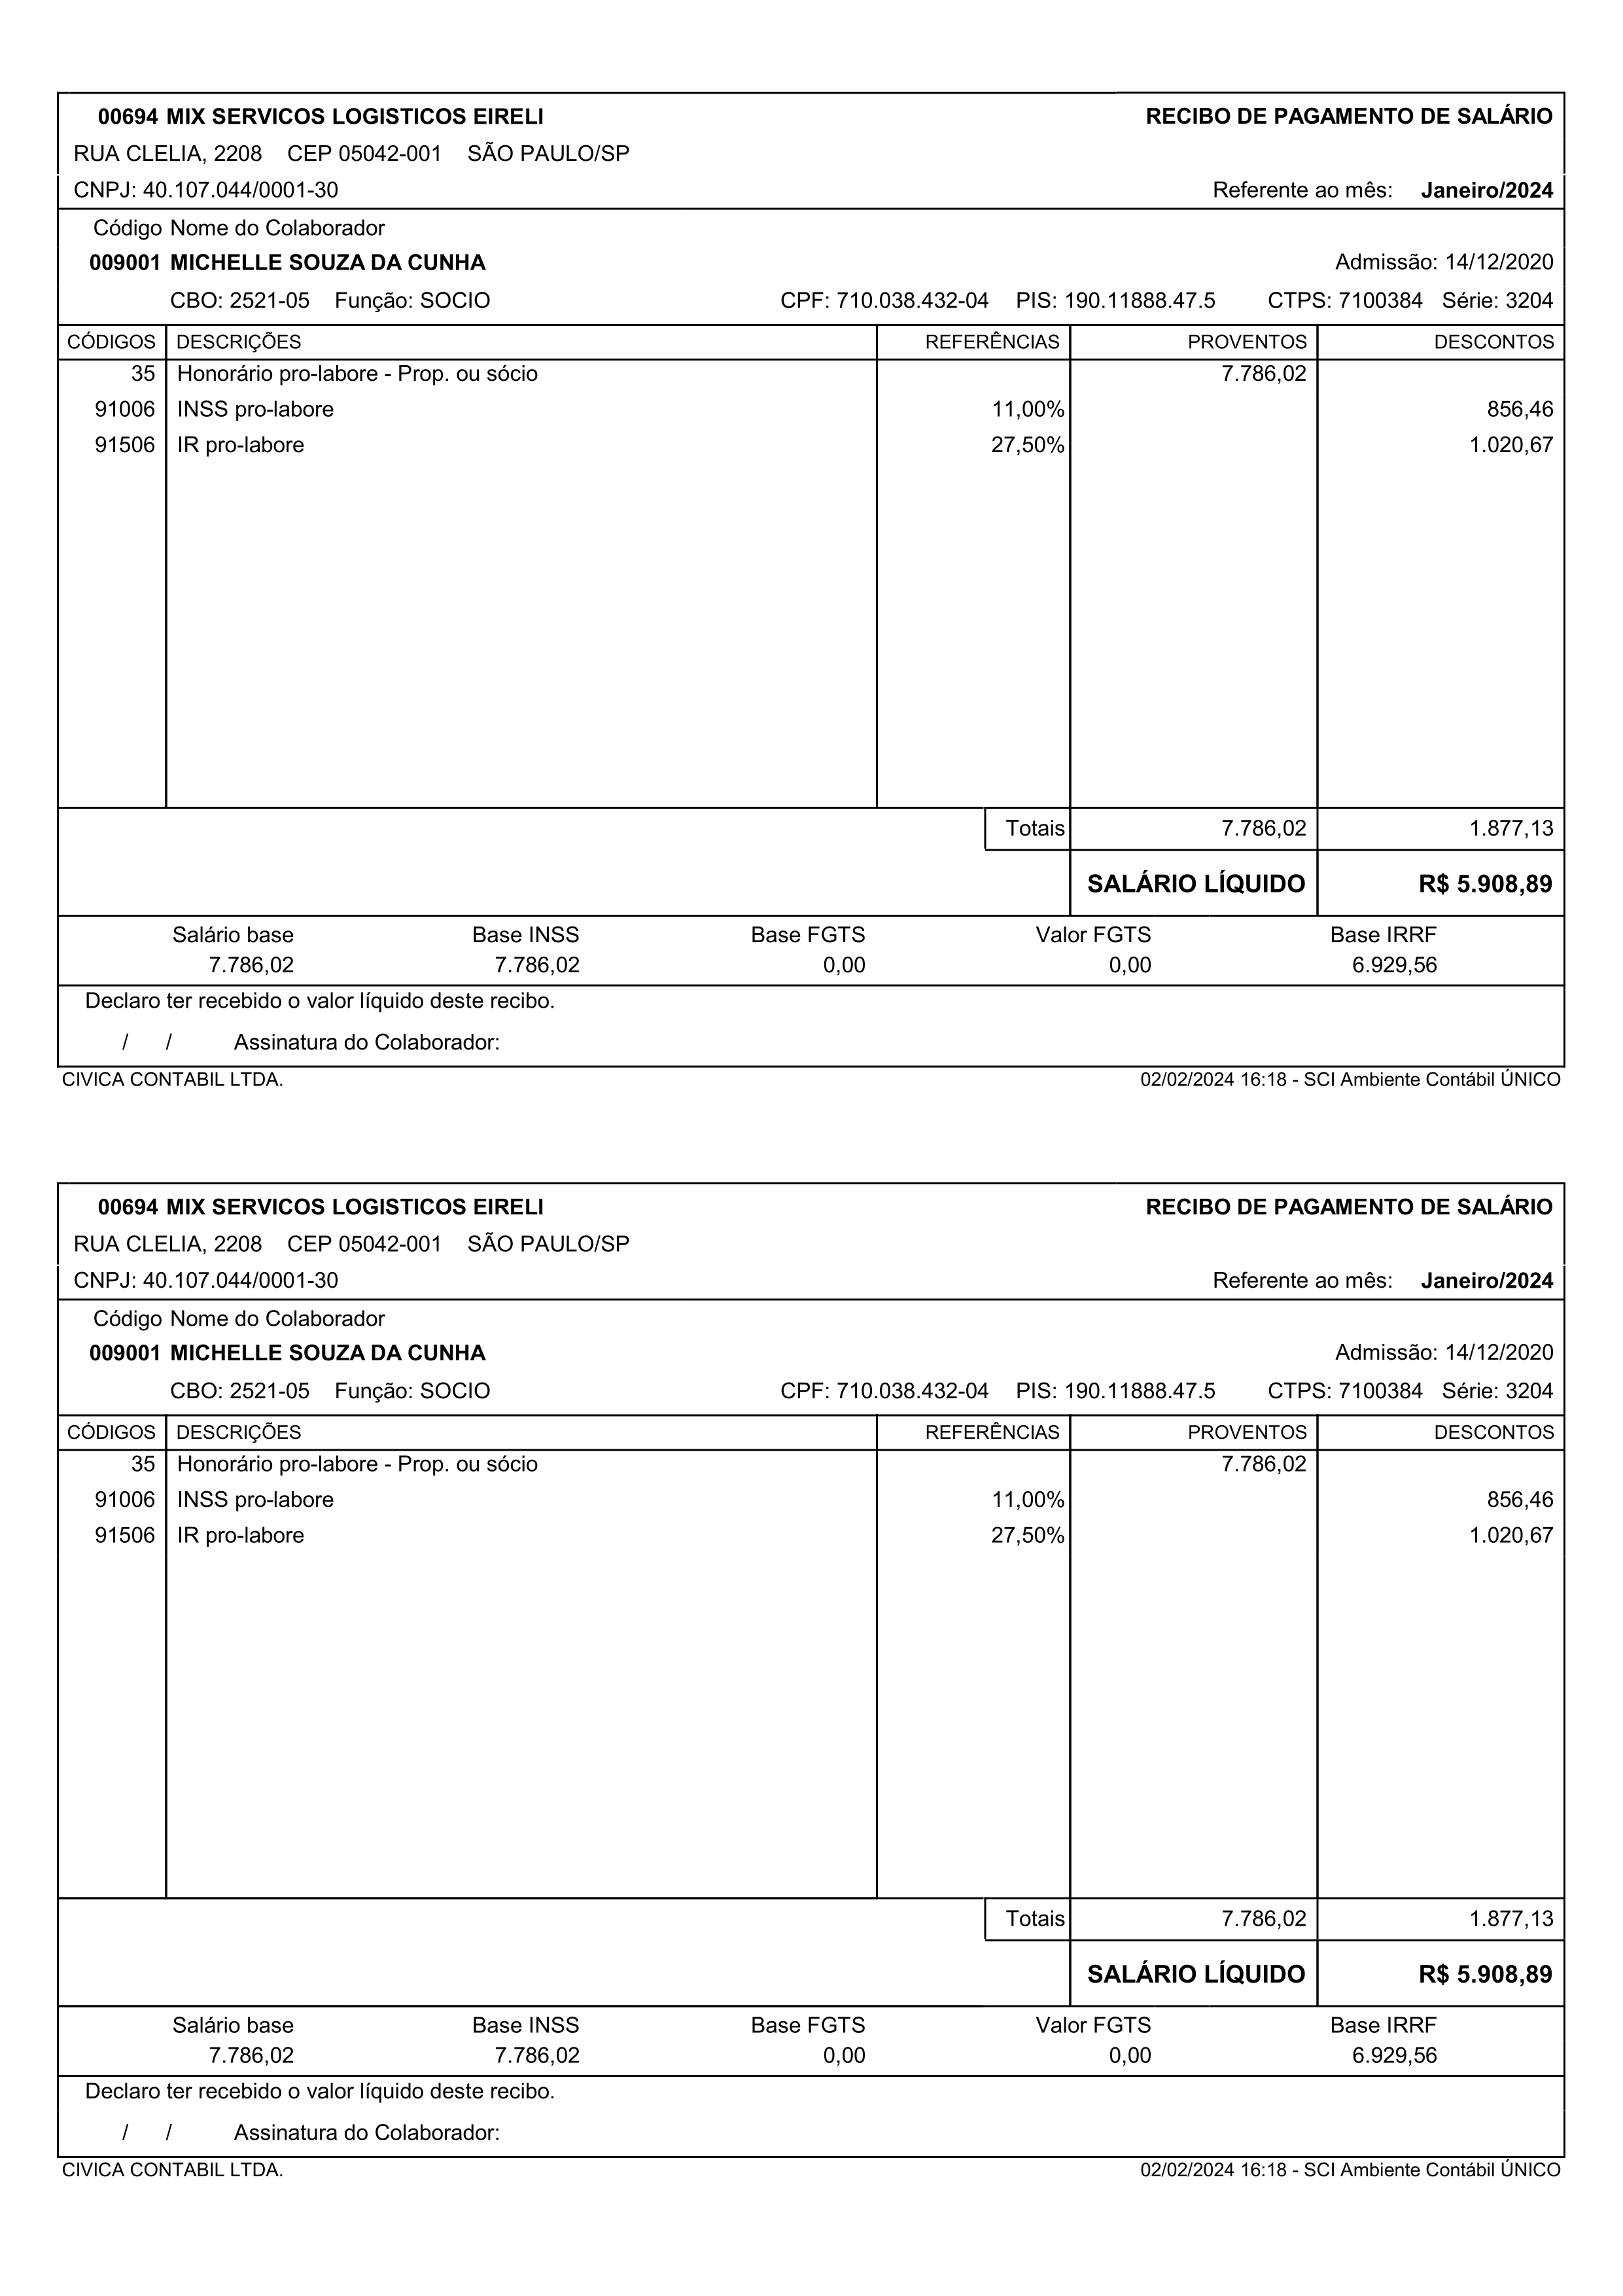 00694 MIX SERVICOS LOGISTICOS EIRELI RECIBO DE PAGAMENTO DE SALÁRIO
RUA CLELIA, 2208 CEP 05042-001 SÃO PAULO/SP
CNPJ: 40.107.044/0001-30 Referente ao mês: Janeiro/2024
Código Nome do Colaborador
009001 MICHELLE SOUZA DA CUNHA Admissão: 14/12/2020
CBO: 2521-05 Função: SOCIO CPF: 710.038.432-04 PIS: 190.11888.47.5 CTPS: 7100384 Série: 3204
CÓDIGOS DESCRIÇÕES REFERÊNCIAS PROVENTOS DESCONTOS
35 Honorário pro-labore - Prop. ou sócio 7.786,02
91006 INSS pro-labore 11,00% 856,46
91506 IR pro-labore 27,50% 1.020,67
Totais 7.786,02 1.877,13
SALÁRIO LÍQUIDO R$ 5.908,89
Salário base Base INSS Base FGTS Valor FGTS Base IRRF
7.786,02 7.786,02 0,00 0,00 6.929,56
Declaro ter recebido o valor líquido deste recibo.
/ / Assinatura do Colaborador:
CIVICA CONTABIL LTDA. 02/02/2024 16:18 - SCI Ambiente Contábil ÚNICO
00694 MIX SERVICOS LOGISTICOS EIRELI RECIBO DE PAGAMENTO DE SALÁRIO
RUA CLELIA, 2208 CEP 05042-001 SÃO PAULO/SP
CNPJ: 40.107.044/0001-30 Referente ao mês: Janeiro/2024
Código Nome do Colaborador
009001 MICHELLE SOUZA DA CUNHA Admissão: 14/12/2020
CBO: 2521-05 Função: SOCIO CPF: 710.038.432-04 PIS: 190.11888.47.5 CTPS: 7100384 Série: 3204
CÓDIGOS DESCRIÇÕES REFERÊNCIAS PROVENTOS DESCONTOS
35 Honorário pro-labore - Prop. ou sócio 7.786,02
91006 INSS pro-labore 11,00% 856,46
91506 IR pro-labore 27,50% 1.020,67
Totais 7.786,02 1.877,13
SALÁRIO LÍQUIDO R$ 5.908,89
Salário base Base INSS Base FGTS Valor FGTS Base IRRF
7.786,02 7.786,02 0,00 0,00 6.929,56
Declaro ter recebido o valor líquido deste recibo.
/ / Assinatura do Colaborador:
CIVICA CONTABIL LTDA. 02/02/2024 16:18 - SCI Ambiente Contábil ÚNICO